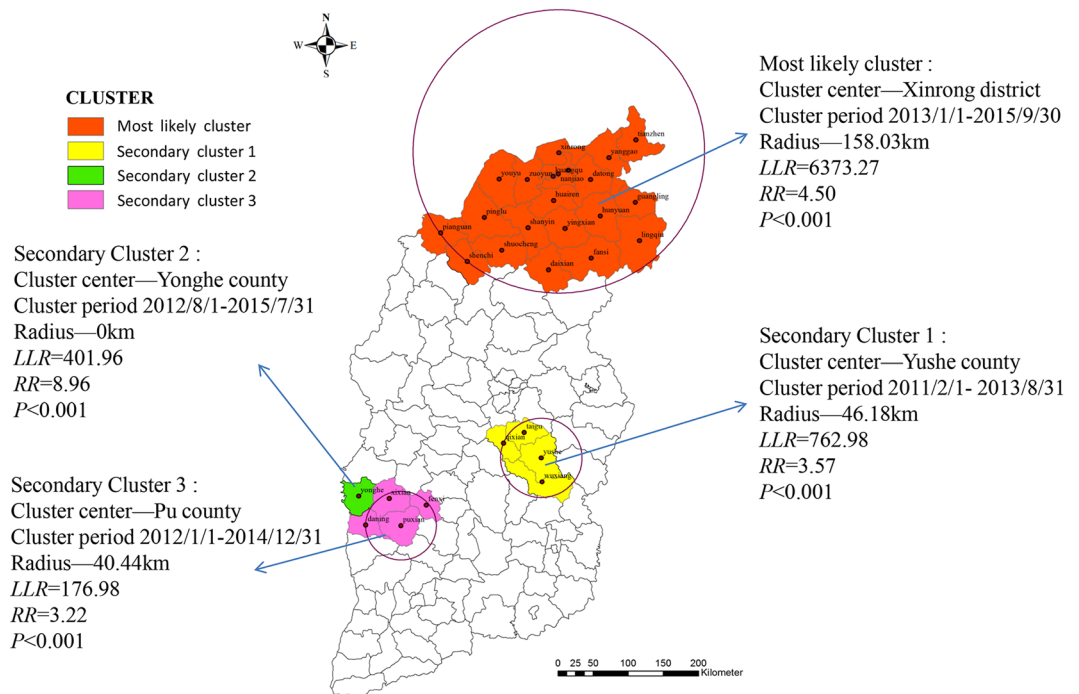 N
W E
S
CLUSTER
Most likely cluster
Secondary cluster 1
Secondary cluster 2
Secondary cluster 3
Most likely cluster :
Cluster center—Xinrong district
Cluster period 2013/1/1-2015/9/30
Radius—158.03km
LLR=6373.27
RR=4.50
P<0.001
Secondary Cluster 2 :
Cluster center—Yonghe county
Cluster period 2012/8/1-2015/7/31
Radius—0km
LLR=401.96
RR=8.96
P<0.001
Secondary Cluster 1 :
Cluster center—Yushe county
Cluster period 2011/2/1- 2013/8/31
Radius—46.18km
LLR=762.98
RR=3.57
P<0.001
Secondary Cluster 3 :
Cluster center—Pu county
Cluster period 2012/1/1-2014/12/31
Radius—40.44km
LLR=176.98
RR=3.22
P<0.001
tianzhen
xinrong
yanggao
youyu
zuoyun
nanjiao
datong
huairen
guangling
pinglu
hunyuan
shanyin
yingxian
pianguan
lingqiu
shuocheng
shenchi
fansi
daixian
taigu
qixian
yushe
wuxiang
yonghe
xixian
fenxi
daning
puxian
0 25 50 100 150 200
Kilometer